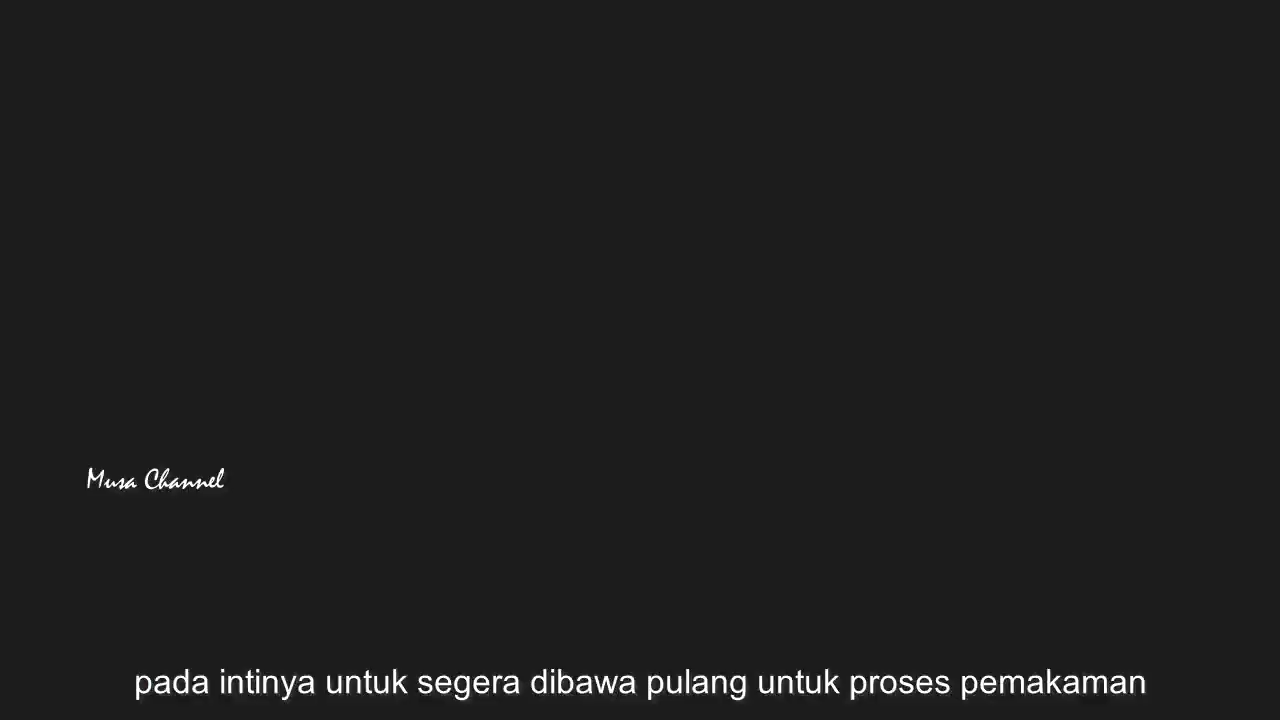 Musa Channel
pada intinya untuk segera dibawa pulang untuk proses pemakaman